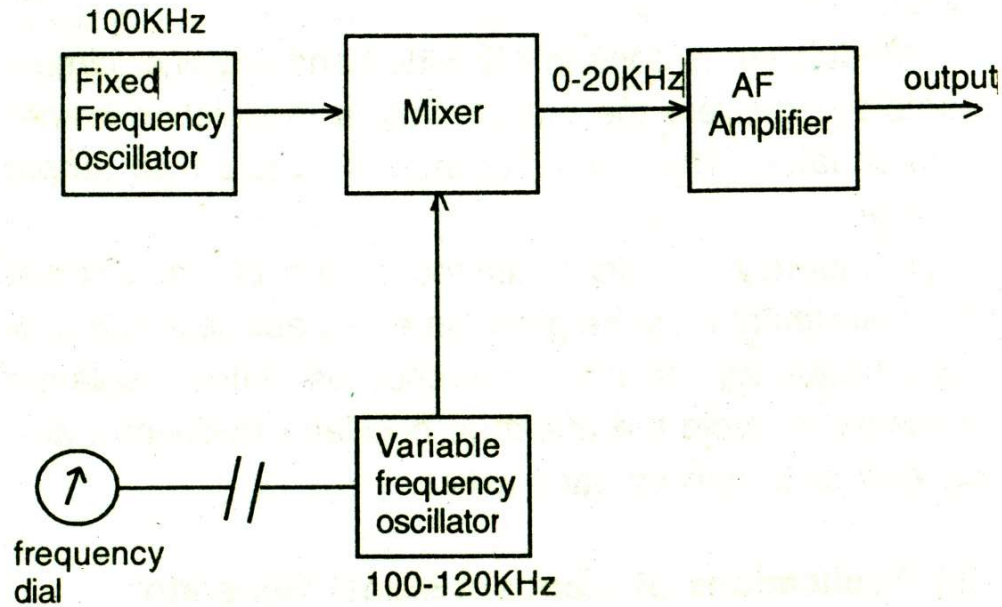 100KHz
Fixed
Frequency
oscillator
Mixer
0-20KHz
AF
Amplifier
output
Variable
frequency
oscillator
100-120KHz
frequency
dial